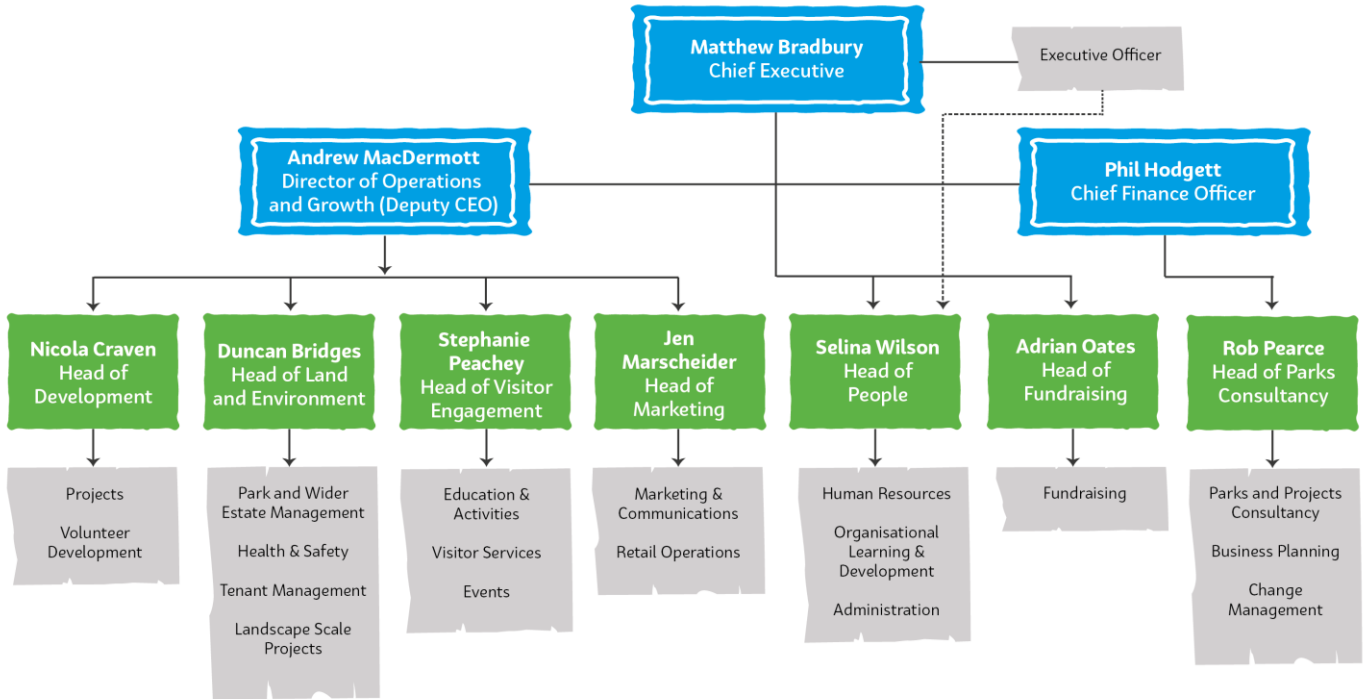 Matthew Bradbury
Chief Executive
Executive Officer
Andrew MacDermott
Director of Operations
and Growth (Deputy CEO)
Phil Hodgett
Chief Finance Officer
Nicola Craven
Head of
Development
Duncan Bridges
Head of Land
and Environment
Stephanie
Peachey
Head of Visitor
Engagement
Jen
Marscheider
Head of
Marketing
Selina Wilson
Head of
People
Adrian Oates
Head of
Fundraising
Rob Pearce
Head of Parks
Consultancy
Projects
Volunteer
Development
Park and Wider
Estate Management
Health & Safety
Tenant Management
Landscape Scale
Projects
Education &
Activities
Visitor Services
Events
Marketing &
Communications
Retail Operations
Human Resources
Organisational
Learning &
Development
Administration
Fundraising
Parks and Projects
Consultancy
Business Planning
Change
Management